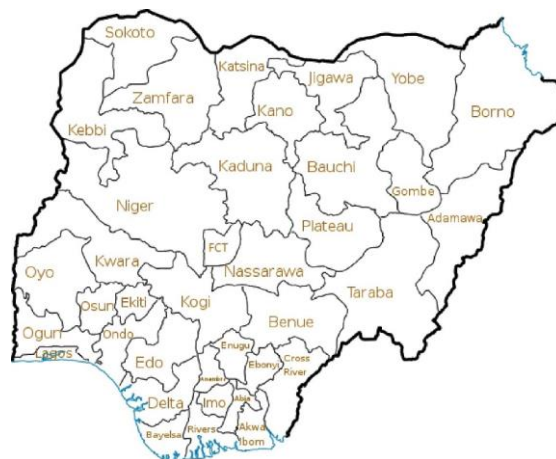 Sokoto
Katsina
Jigawa
Yobe
Zamfara
Kano
Borno
Kebbi
Kaduna
Bauchi
Gombe
Niger
Adamawa
Plateau
FCT
Kwara
Oyo
Nassarawa
Taraba
Osun
Ekiti
Kogi
Benue
Ogun
Ondo
Lagos
Edo
Enugu
Ebonyi
Cross
River
Abia
Imo
Delta
Bayelsa
Rivers
Akwa
Ibom